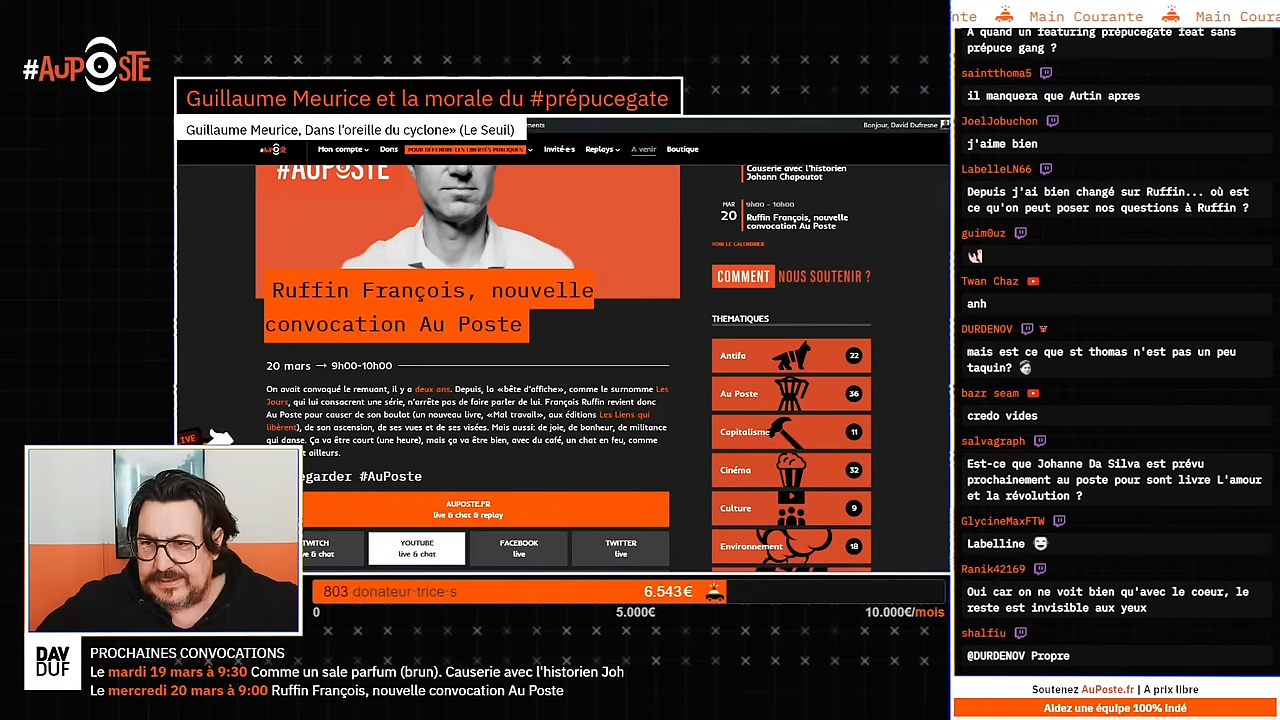 #AUPOSTE
Guillaume Meurice et la morale du #prépucegate
Guillaume Meurice, Dans l'oreille du cyclone» (Le Seuil)
ments
Bonjour, David Dufresne
Mon compte
Dons
POUR DÉFENDRE LES LIBERTÉS PUBLIQUES
Invité·e·s
Replays
A venir
Boutique
#AUPOSTE
Ruffin François, nouvelle
convocation Au Poste
20 mars → 9h00-10h00
On avait convoqué le remuant, il y a deux ans. Depuis, la «bête d'affiche», comme le surnomme Les
Jours, qui lui consacrent une série, n'arrête pas de faire parler de lui. François Ruffin revient donc
Au Poste pour causer de son boulot (un nouveau livre, «Mal travail», aux éditions Les Liens qui
libèrent), de son ascension, de ses vues et de ses visées. Mais aussi: de joie, de bonheur, de militance
qui danse. Ça va être court (une heure), mais ça va être bien, avec du café, un chat en feu, comme
t ailleurs.
egarder #AuPoste
AUPOSTE.FR
live & chat & replay
TWITCH
ve & chat
YOUTUBE
live & chat
FACEBOOK
live
TWITTER
live
Causerie avec l'historien
Johann Chapoutot
MAR
20
9h00 - 10h00
Ruffin François, nouvelle
convocation Au Poste
VOIR LE CALENDRIER
COMMENT NOUS SOUTENIR ?
THEMATIQUES
Antifa 22
Au Poste 36
Capitalisme 11
Cinéma 32
Culture 9
Environnement 18
IVE
803 donateur·trice·s
6.543€
0
5.000€
10.000€/mois
DAV
DUF
PROCHAINES CONVOCATIONS
Le mardi 19 mars à 9:30 Comme un sale parfum (brun). Causerie avec l'historien Joh
Le mercredi 20 mars à 9:00 Ruffin François, nouvelle convocation Au Poste
nte Main Courante Main Coura
A quand un featuring prépucegate feat sans
prépuce gang ?
saintthoma5
il manquera que Autin apres
JoelJobuchon
j'aime bien
LabelleLN66
Depuis j'ai bien changé sur Ruffin... où est
ce qu'on peut poser nos questions à Ruffin ?
guim0uz
Twan Chaz
anh
DURDENOV
mais est ce que st thomas n'est pas un peu
taquin?
bazr seam
credo vides
salvagraph
Est-ce que Johanne Da Silva est prévu
prochainement au poste pour sont livre L'amour
et la révolution ?
GlycineMaxFTW
Labelline
Ranik42169
Oui car on ne voit bien qu'avec le coeur, le
reste est invisible aux yeux
shalfiu
@DURDENOV Propre
Soutenez AuPoste.fr | A prix libre
Aidez une équipe 100% indé